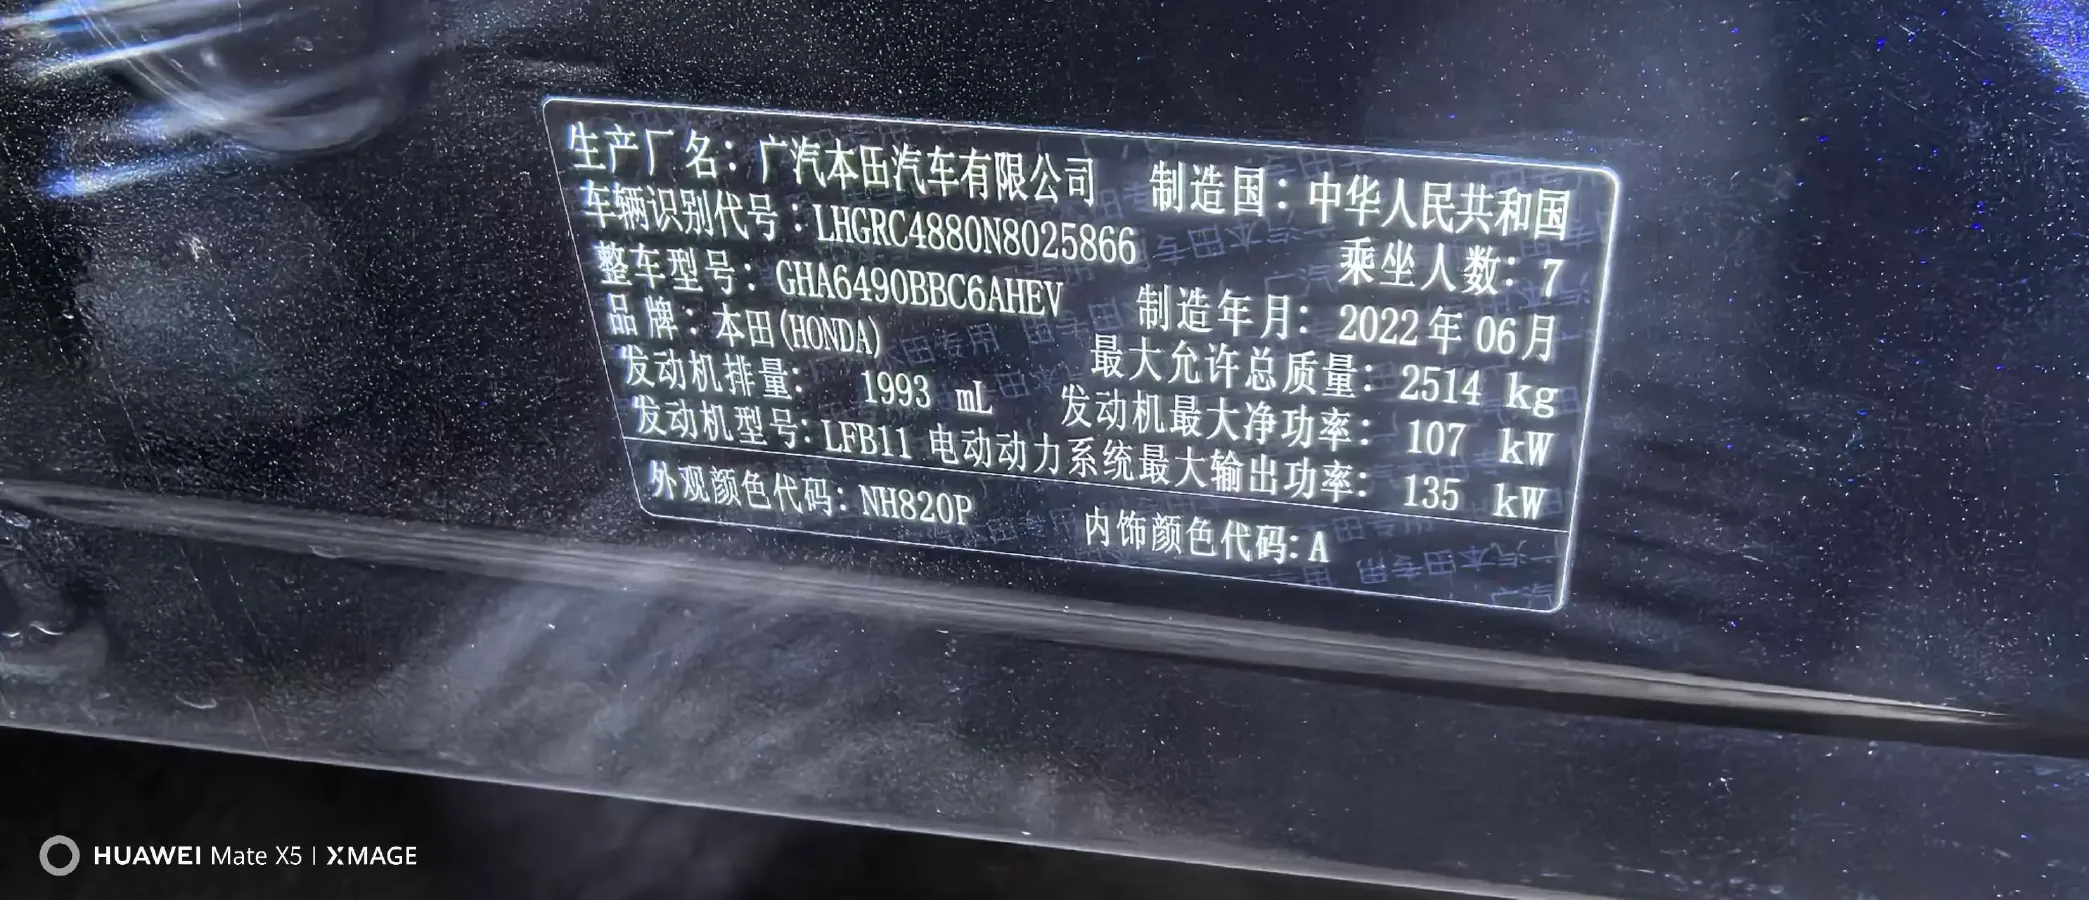 生产厂名：广汽本田汽车有限公司 制造国：中华人民共和国
车辆识别代号：LHGRC4880N8025866 乘坐人数：7
整车型号：GHA6490BBC6AHEV 制造年月：2022年06月
品牌：本田(HONDA) 最大允许总质量：2514 kg
发动机排量：1993 mL 发动机最大净功率：107 kW
发动机型号：LFB11 电动动力系统最大输出功率：135 kW
外观颜色代码：NH820P 内饰颜色代码：A
HUAWEI Mate X5 | XMAGE